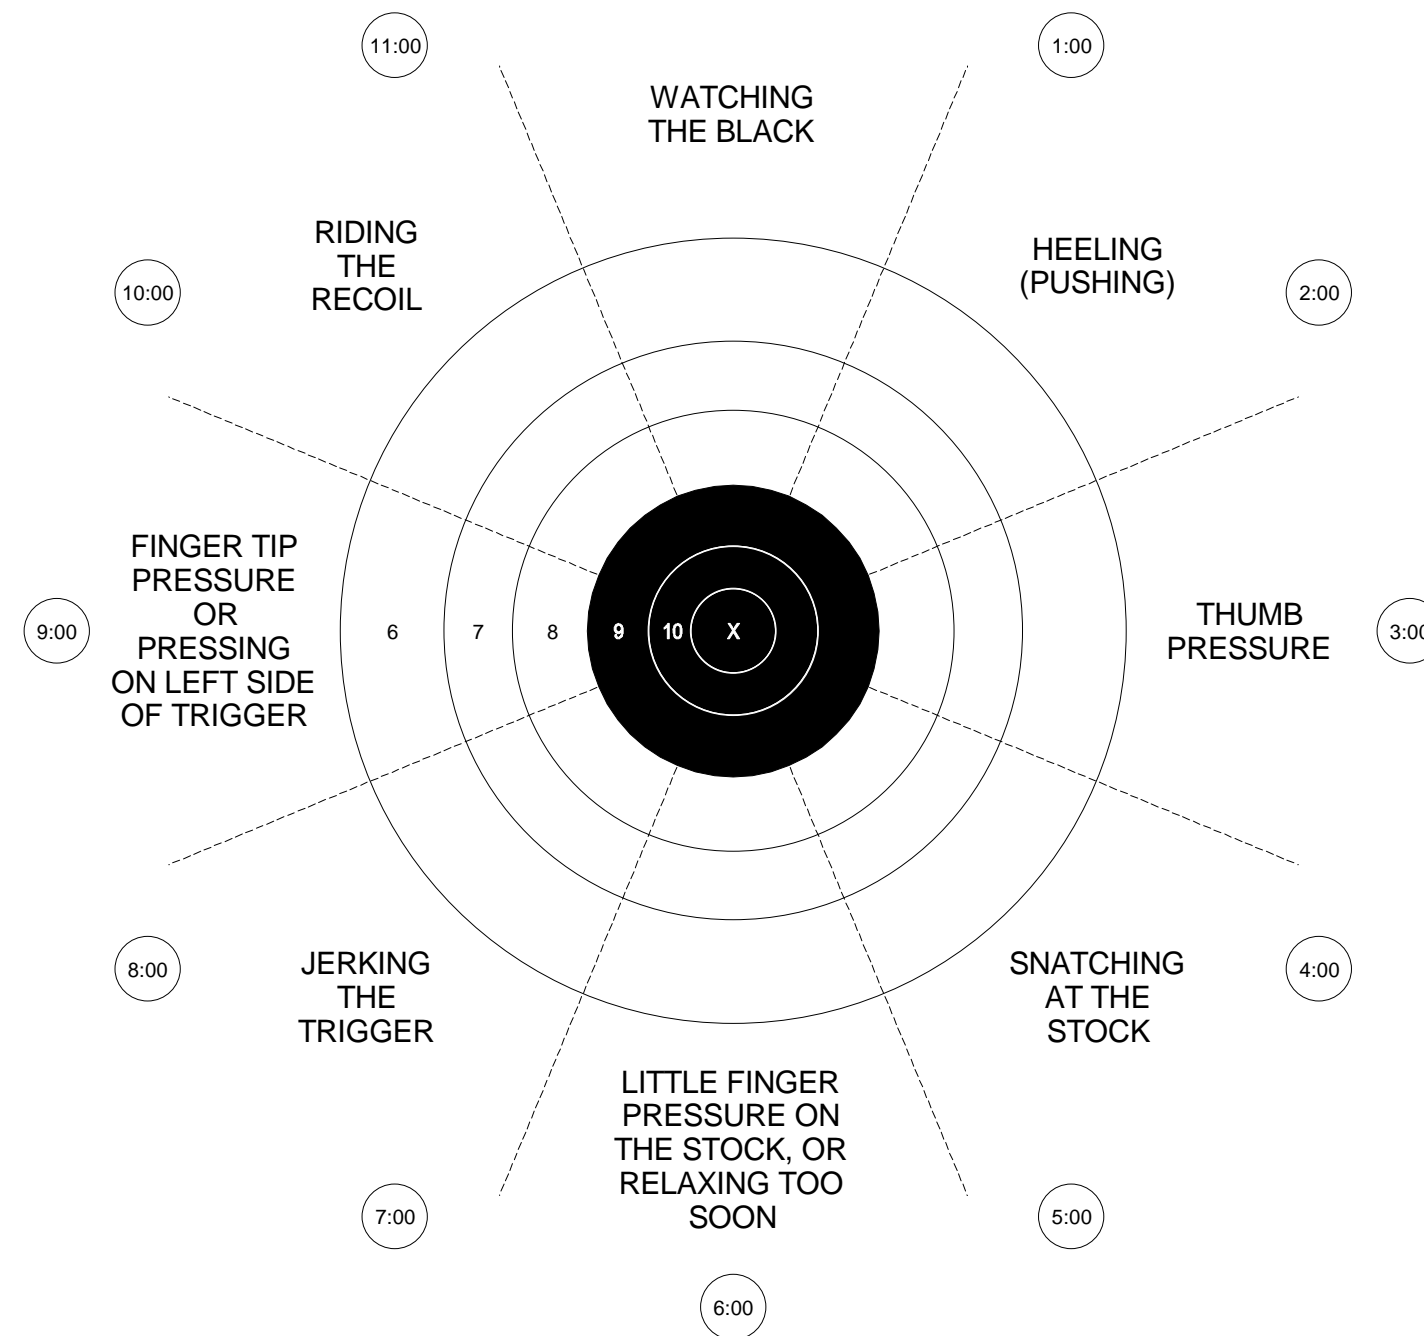 11:00
1:00
WATCHING
THE BLACK
RIDING
THE
RECOIL
HEELING
(PUSHING)
10:00
2:00
FINGER TIP
PRESSURE
OR
PRESSING
ON LEFT SIDE
OF TRIGGER
9:00
6 7 8 9 10 X
THUMB
PRESSURE
3:00
8:00
JERKING
THE
TRIGGER
SNATCHING
AT THE
STOCK
4:00
LITTLE FINGER
PRESSURE ON
THE STOCK, OR
RELAXING TOO
SOON
7:00
5:00
6:00